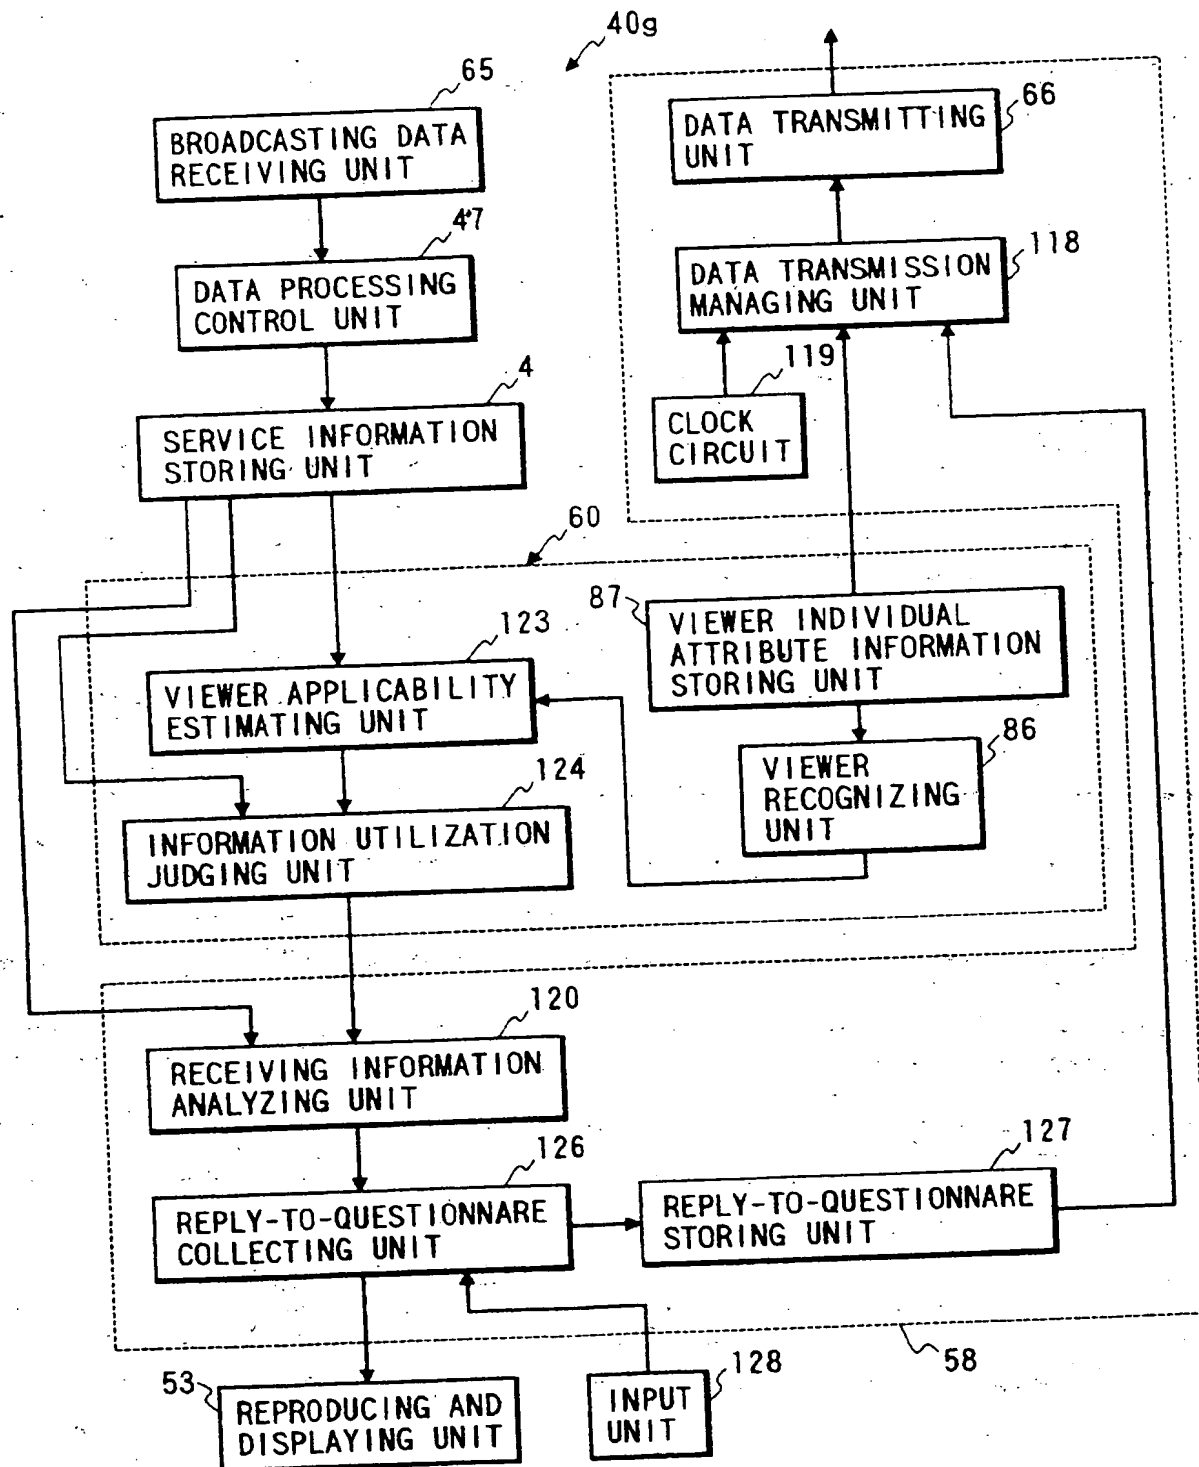 40g
65
BROADCASTING DATA
RECEIVING UNIT
47
DATA PROCESSING
CONTROL UNIT
4
SERVICE INFORMATION
STORING UNIT
DATA TRANSMITTING
UNIT
66
DATA TRANSMISSION
MANAGING UNIT
118
119
CLOCK
CIRCUIT
60
87
VIEWER INDIVIDUAL
ATTRIBUTE INFORMATION
STORING UNIT
123
VIEWER APPLICABILITY
ESTIMATING UNIT
86
VIEWER
RECOGNIZING
UNIT
124
INFORMATION UTILIZATION
JUDGING UNIT
120
RECEIVING INFORMATION
ANALYZING UNIT
126
REPLY-TO-QUESTIONNARE
COLLECTING UNIT
127
REPLY-TO-QUESTIONNARE
STORING UNIT
58
53
REPRODUCING AND
DISPLAYING UNIT
128
INPUT
UNIT